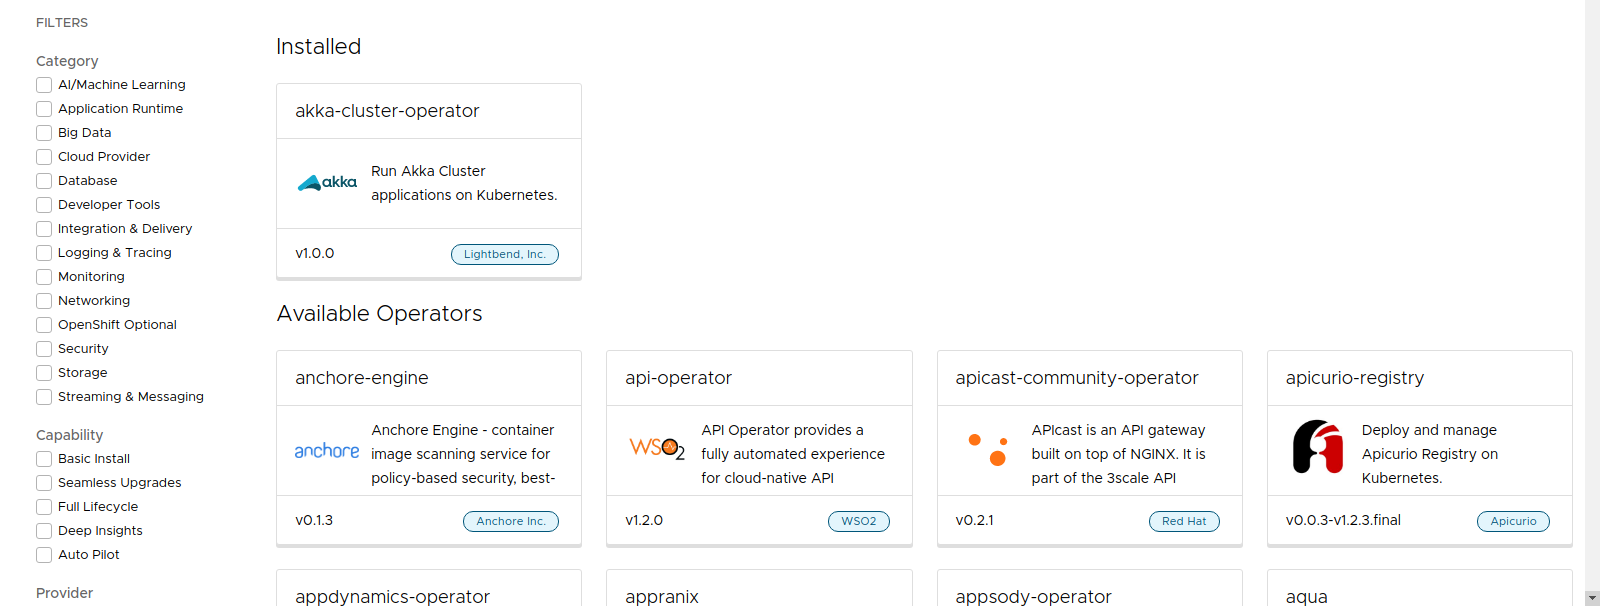 FILTERS
Category
AI/Machine Learning
Application Runtime
Big Data
Cloud Provider
Database
Developer Tools
Integration & Delivery
Logging & Tracing
Monitoring
Networking
OpenShift Optional
Security
Storage
Streaming & Messaging
Capability
Basic Install
Seamless Upgrades
Full Lifecycle
Deep Insights
Auto Pilot
Provider
Installed
akka-cluster-operator
akka
Run Akka Cluster
applications on Kubernetes.
v1.0.0
Lightbend, Inc.
Available Operators
anchore-engine
anchore
Anchore Engine - container
image scanning service for
policy-based security, best-
v0.1.3
Anchore Inc.
api-operator
WSO2
API Operator provides a
fully automated experience
for cloud-native API
v1.2.0
WSO2
apicast-community-operator
APIcast is an API gateway
built on top of NGINX. It is
part of the 3scale API
v0.2.1
Red Hat
apicurio-registry
Deploy and manage
Apicurio Registry on
Kubernetes.
v0.0.3-v1.2.3.final
Apicurio
appdynamics-operator
appranix
appsody-operator
aqua